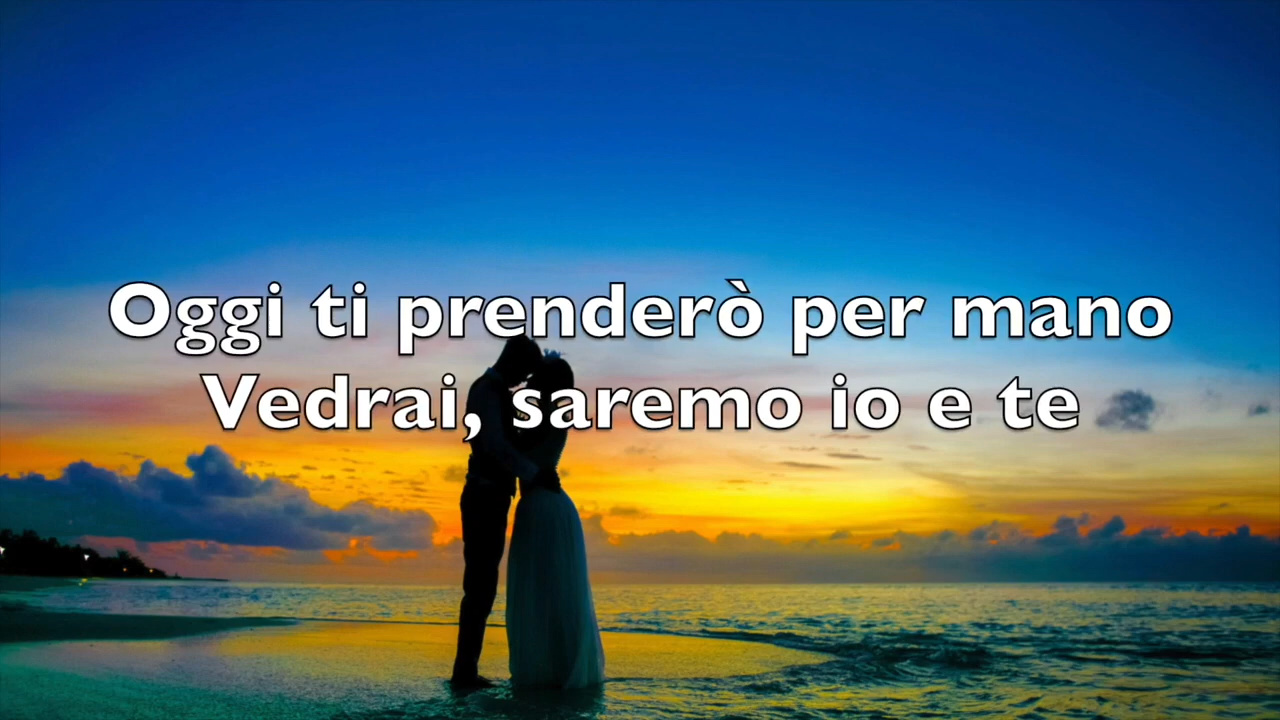 Oggi ti prenderò per mano
Vedrai, saremo io e te